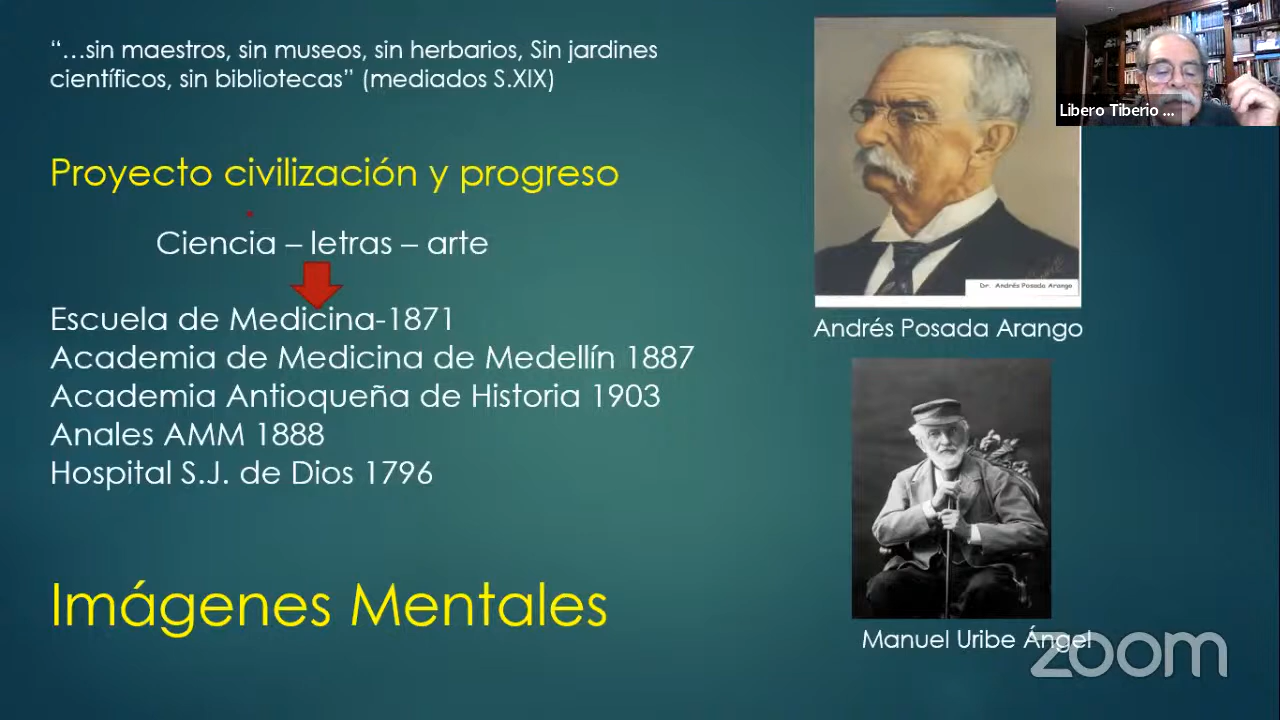 “…sin maestros, sin museos, sin herbarios, Sin jardines
científicos, sin bibliotecas” (mediados S.XIX)
Proyecto civilización y progreso
Ciencia – letras – arte
Escuela de Medicina-1871
Academia de Medicina de Medellín 1887
Academia Antioqueña de Historia 1903
Anales AMM 1888
Hospital S.J. de Dios 1796
Imágenes Mentales
Libero Tiberio ...
Dr. Andrés Posada Arango
Andrés Posada Arango
Manuel Uribe Ángel
zoom